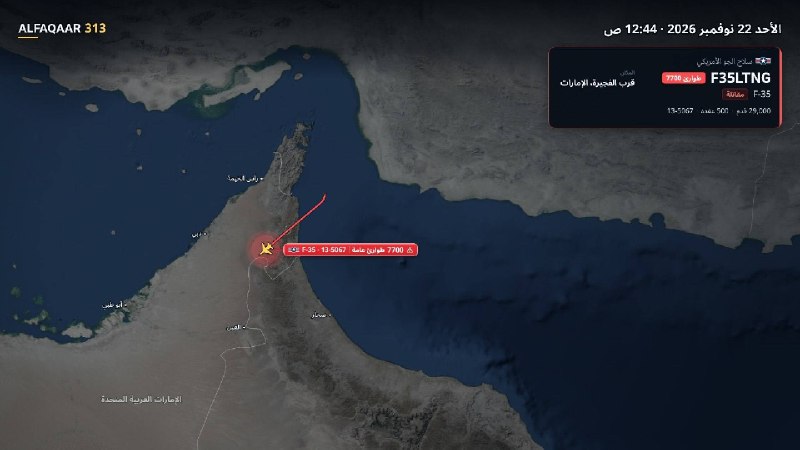 ALFAQAAR 313
الأحد 22 نوفمبر 2026 · 12:44 ص
سلاح الجو الأمريكي
F35LTNG طوارئ 7700
F-35 مقاتلة
29,000 قدم · 500 عقدة · 13-5067
المكان
قرب الفجيرة، الإمارات
رأس الخيمة
دبي
⚠ 7700 طوارئ عامة | F-35 · 13-5067
أبو ظبي
صحار
العين
الإمارات العربية المتحدة